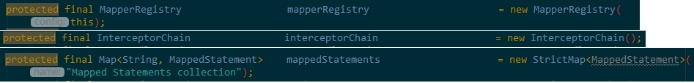 protected final MapperRegistry mapperRegistry = new MapperRegistry(
config: this);
protected final InterceptorChain interceptorChain = new InterceptorChain();
protected final Map<String, MappedStatement> mappedStatements = new StrictMap<MappedStatement>(
name: "Mapped Statements collection");